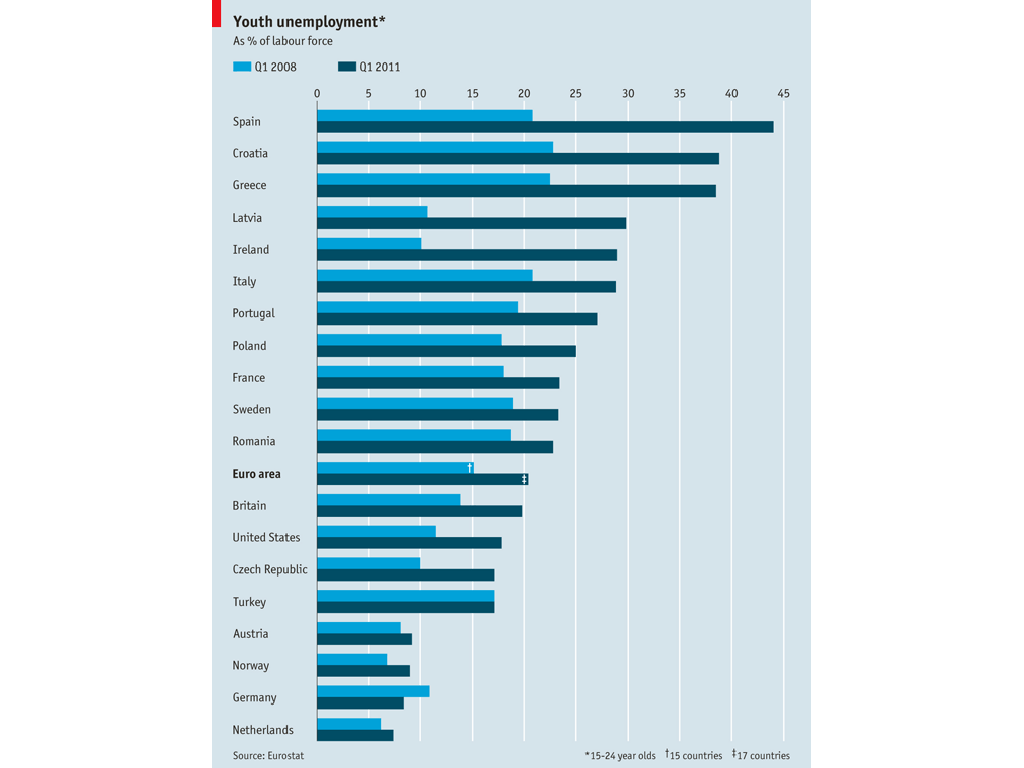 Youth unemployment*
As % of labour force
Q1 2008 Q1 2011
0 5 10 15 20 25 30 35 40 45
Spain
Croatia
Greece
Latvia
Ireland
Italy
Portugal
Poland
France
Sweden
Romania
Euro area † ‡
Britain
United States
Czech Republic
Turkey
Austria
Norway
Germany
Netherlands
Source: Eurostat *15-24 year olds †15 countries ‡17 countries